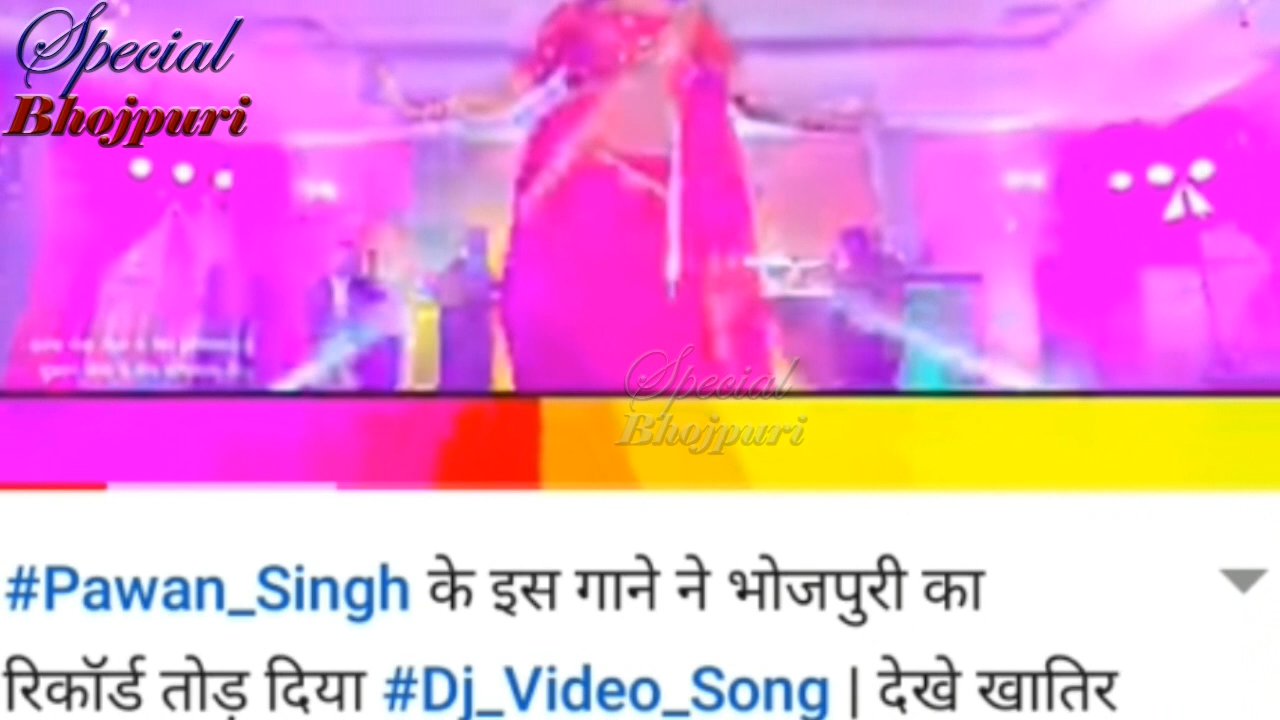 Special
Bhojpuri
Special
Bhojpuri
#Pawan_Singh के इस गाने ने भोजपुरी का
रिकॉर्ड तोड़ दिया #Dj_Video_Song | देखे खातिर